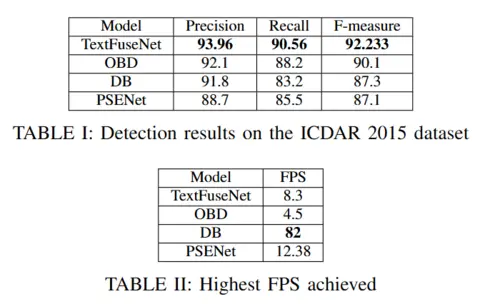 Model Precision Recall F-measure
TextFuseNet 93.96 90.56 92.233
OBD 92.1 88.2 90.1
DB 91.8 83.2 87.3
PSENet 88.7 85.5 87.1
TABLE I: Detection results on the ICDAR 2015 dataset
Model FPS
TextFuseNet 8.3
OBD 4.5
DB 82
PSENet 12.38
TABLE II: Highest FPS achieved